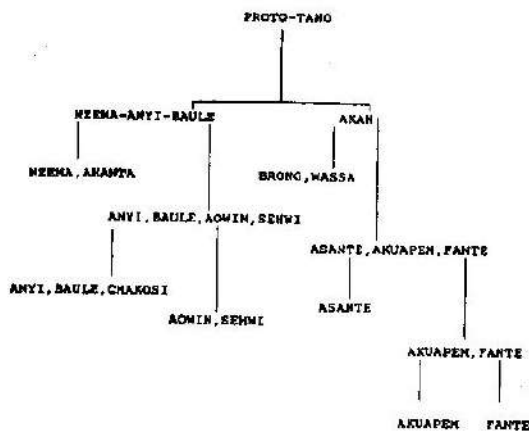 PROTO-TANO
NZEMA-ANYI-BAULE
AKAN
NZEMA, AHANTA
BRONG, WASSA
ANYI, BAULE, AOWIN, SEHWI
ASANTE, AKUAPEM, FANTE
ANYI, BAULE, CHAKOSI
ASANTE
AOWIN, SEHWI
AKUAPEM, FANTE
AKUAPEM FANTE